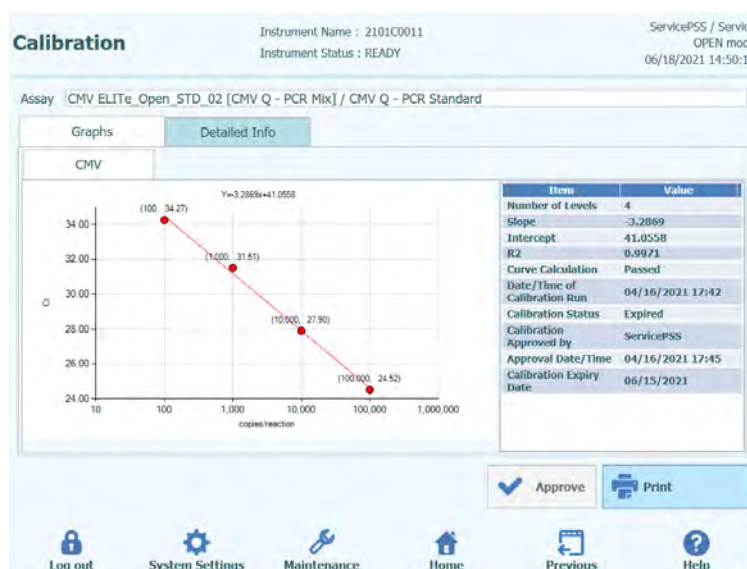 Calibration
Instrument Name : 2101C0011
Instrument Status : READY
ServicePSS / Servic
OPEN mod
06/18/2021 14:50:1
Assay CMV ELITe_Open_STD_02 [CMV Q - PCR Mix] / CMV Q - PCR Standard
Graphs Detailed Info
CMV
Y=-3.2869x+41.0558
(100, 34.27)
(1,000, 31.51)
(10,000, 27.90)
(100,000, 24.52)
34.00
32.00
30.00
28.00
26.00
24.00
Ct
10 100 1,000 10,000 100,000 1,000,000
copies/reaction
Item Value
Number of Levels 4
Slope -3.2869
Intercept 41.0558
R2 0.9971
Curve Calculation Passed
Date/Time of
Calibration Run 04/16/2021 17:42
Calibration Status Expired
Calibration
Approved by ServicePSS
Approval Date/Time 04/16/2021 17:45
Calibration Expiry
Date 06/15/2021
Approve Print
Log out System Settings Maintenance Home Previous Help